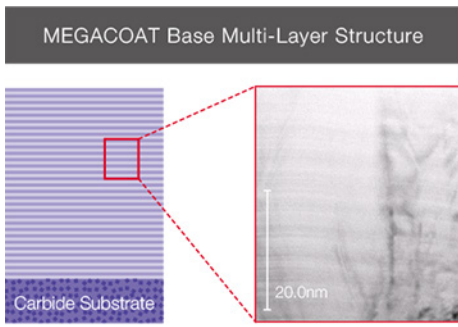 MEGACOAT Base Multi-Layer Structure
20.0nm
Carbide Substrate